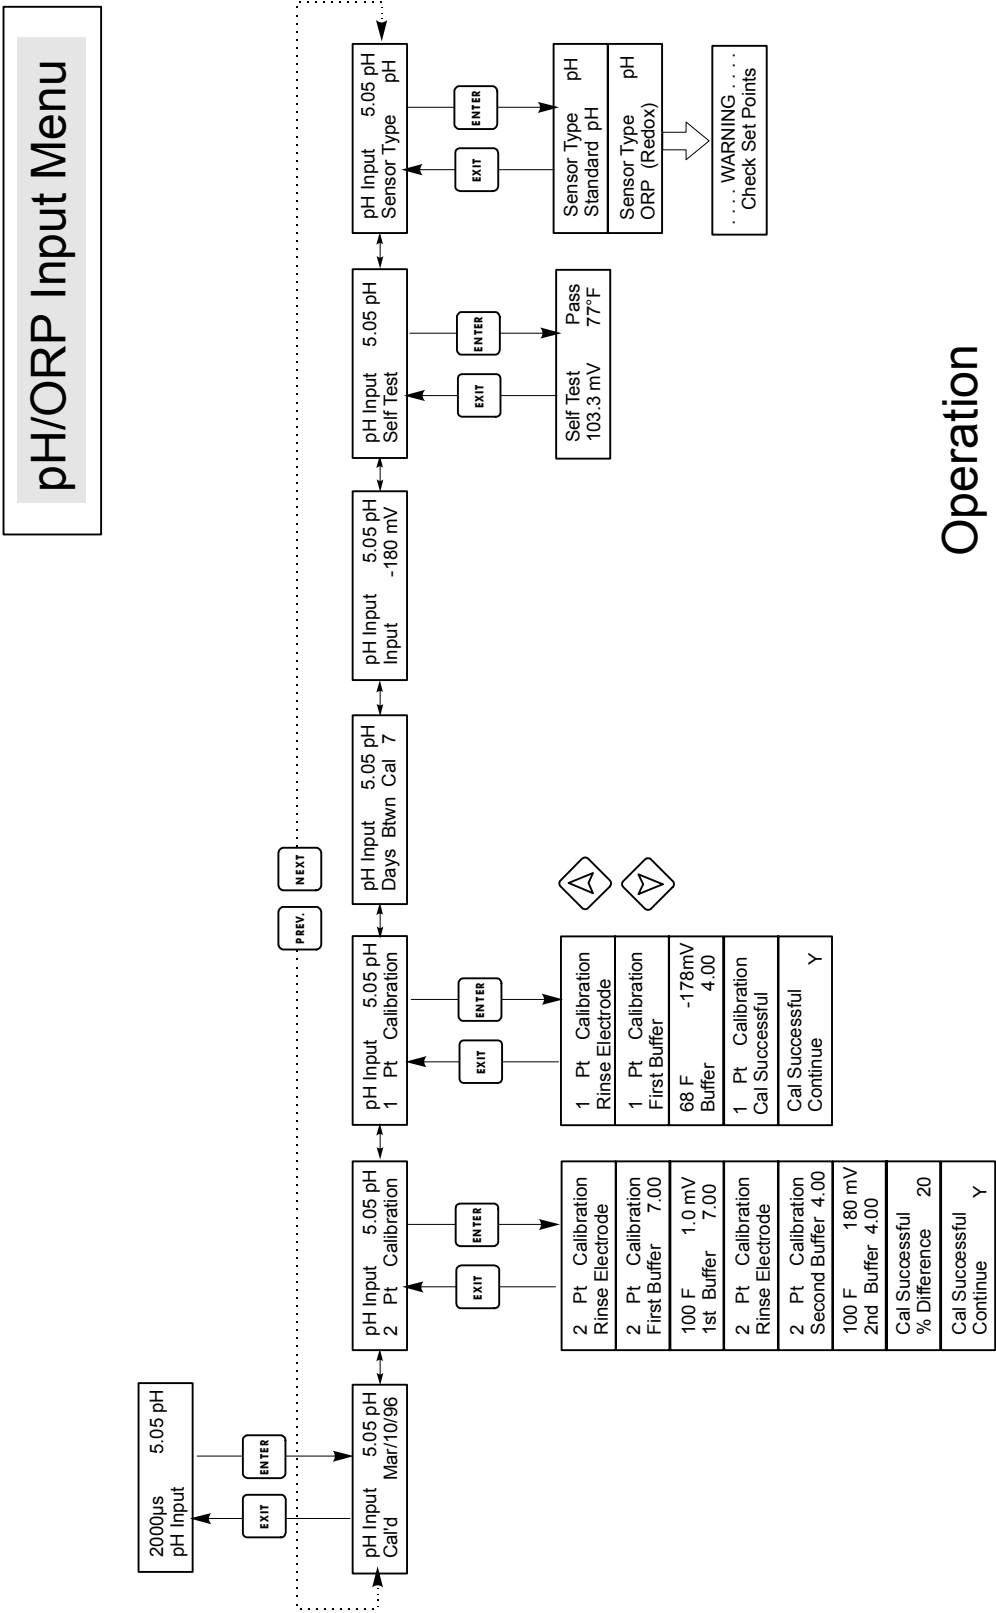 pH/ORP Input Menu
2000µs 5.05 pH
pH Input
EXIT
ENTER
PREV.
NEXT
pH Input 5.05 pH
Cal'd Mar/10/96
pH Input 5.05 pH
2 Pt Calibration
pH Input 5.05 pH
1 Pt Calibration
pH Input 5.05 pH
Days Btwn Cal 7
pH Input 5.05 pH
Input -180 mV
pH Input 5.05 pH
Self Test
pH Input 5.05 pH
Sensor Type pH
EXIT
ENTER
EXIT
ENTER
EXIT
ENTER
EXIT
ENTER
2 Pt Calibration
Rinse Electrode
2 Pt Calibration
First Buffer 7.00
100 F 1.0 mV
1st Buffer 7.00
2 Pt Calibration
Rinse Electrode
2 Pt Calibration
Second Buffer 4.00
100 F 180 mV
2nd Buffer 4.00
Cal Successful
% Difference 20
Cal Successful
Continue Y
1 Pt Calibration
Rinse Electrode
1 Pt Calibration
First Buffer
68 F -178mV
Buffer 4.00
1 Pt Calibration
Cal Successful
Cal Successful
Continue Y
Self Test Pass
103.3 mV 77°F
Sensor Type pH
Standard pH
Sensor Type pH
ORP (Redox)
. . . . WARNING . . . .
Check Set Points
Operation